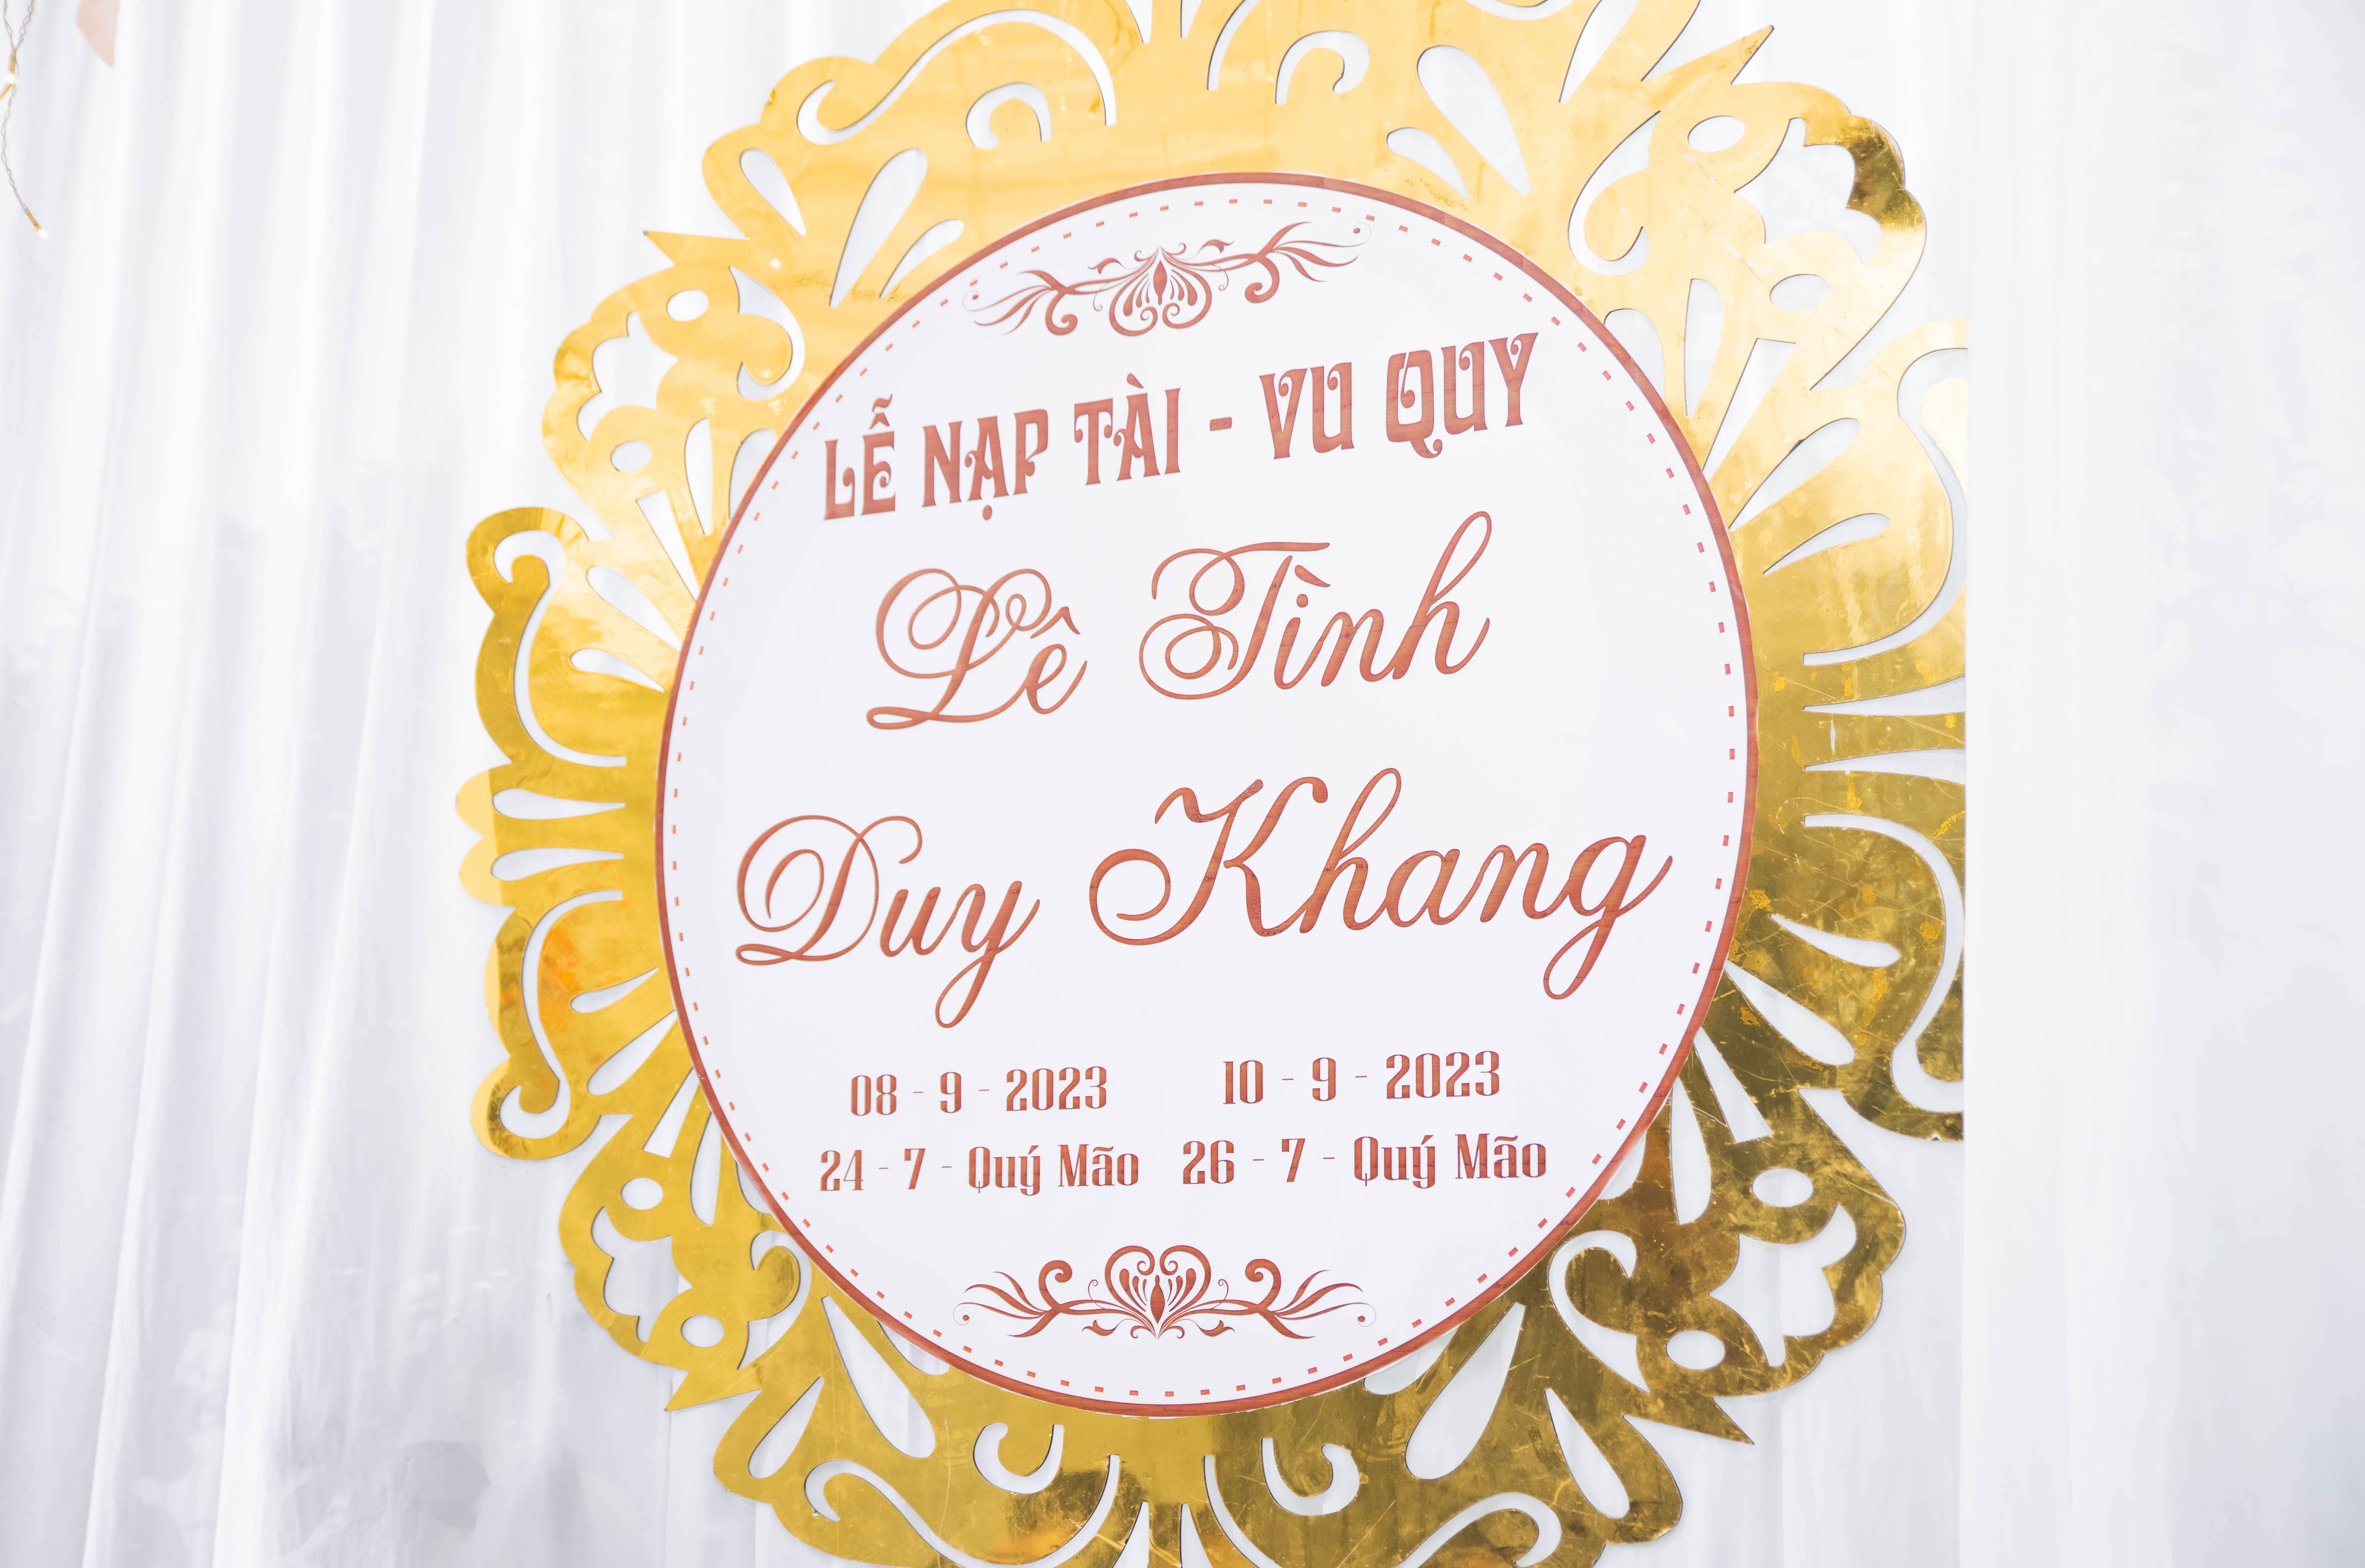 LỄ NẠP TÀI - VU QUY
Lê Tình
Duy Khang
08 - 9 - 2023 10 - 9 - 2023
24 - 7 - Quý Mão 26 - 7 - Quý Mão